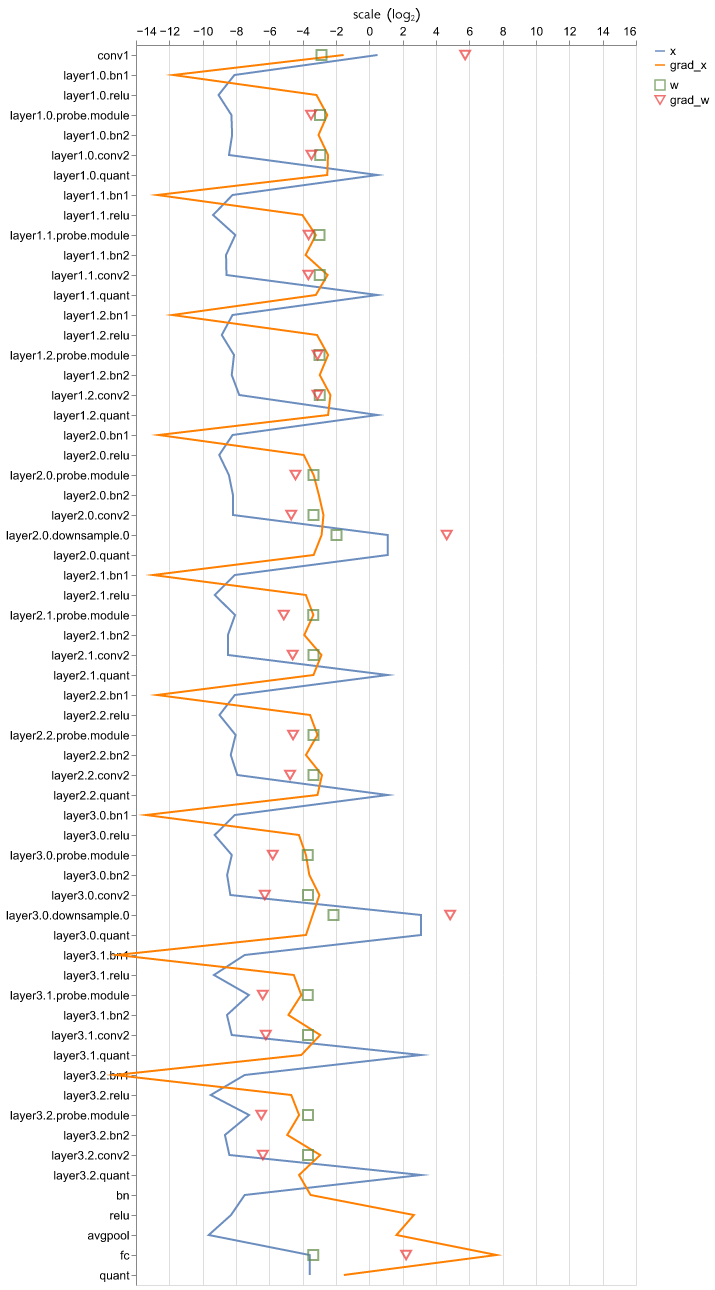 scale (log₂)
−14 −12 −10 −8 −6 −4 −2 0 2 4 6 8 10 12 14 16
x
grad_x
w
grad_w
conv1
layer1.0.bn1
layer1.0.relu
layer1.0.probe.module
layer1.0.bn2
layer1.0.conv2
layer1.0.quant
layer1.1.bn1
layer1.1.relu
layer1.1.probe.module
layer1.1.bn2
layer1.1.conv2
layer1.1.quant
layer1.2.bn1
layer1.2.relu
layer1.2.probe.module
layer1.2.bn2
layer1.2.conv2
layer1.2.quant
layer2.0.bn1
layer2.0.relu
layer2.0.probe.module
layer2.0.bn2
layer2.0.conv2
layer2.0.downsample.0
layer2.0.quant
layer2.1.bn1
layer2.1.relu
layer2.1.probe.module
layer2.1.bn2
layer2.1.conv2
layer2.1.quant
layer2.2.bn1
layer2.2.relu
layer2.2.probe.module
layer2.2.bn2
layer2.2.conv2
layer2.2.quant
layer3.0.bn1
layer3.0.relu
layer3.0.probe.module
layer3.0.bn2
layer3.0.conv2
layer3.0.downsample.0
layer3.0.quant
layer3.1.bn1
layer3.1.relu
layer3.1.probe.module
layer3.1.bn2
layer3.1.conv2
layer3.1.quant
layer3.2.bn1
layer3.2.relu
layer3.2.probe.module
layer3.2.bn2
layer3.2.conv2
layer3.2.quant
bn
relu
avgpool
fc
quant